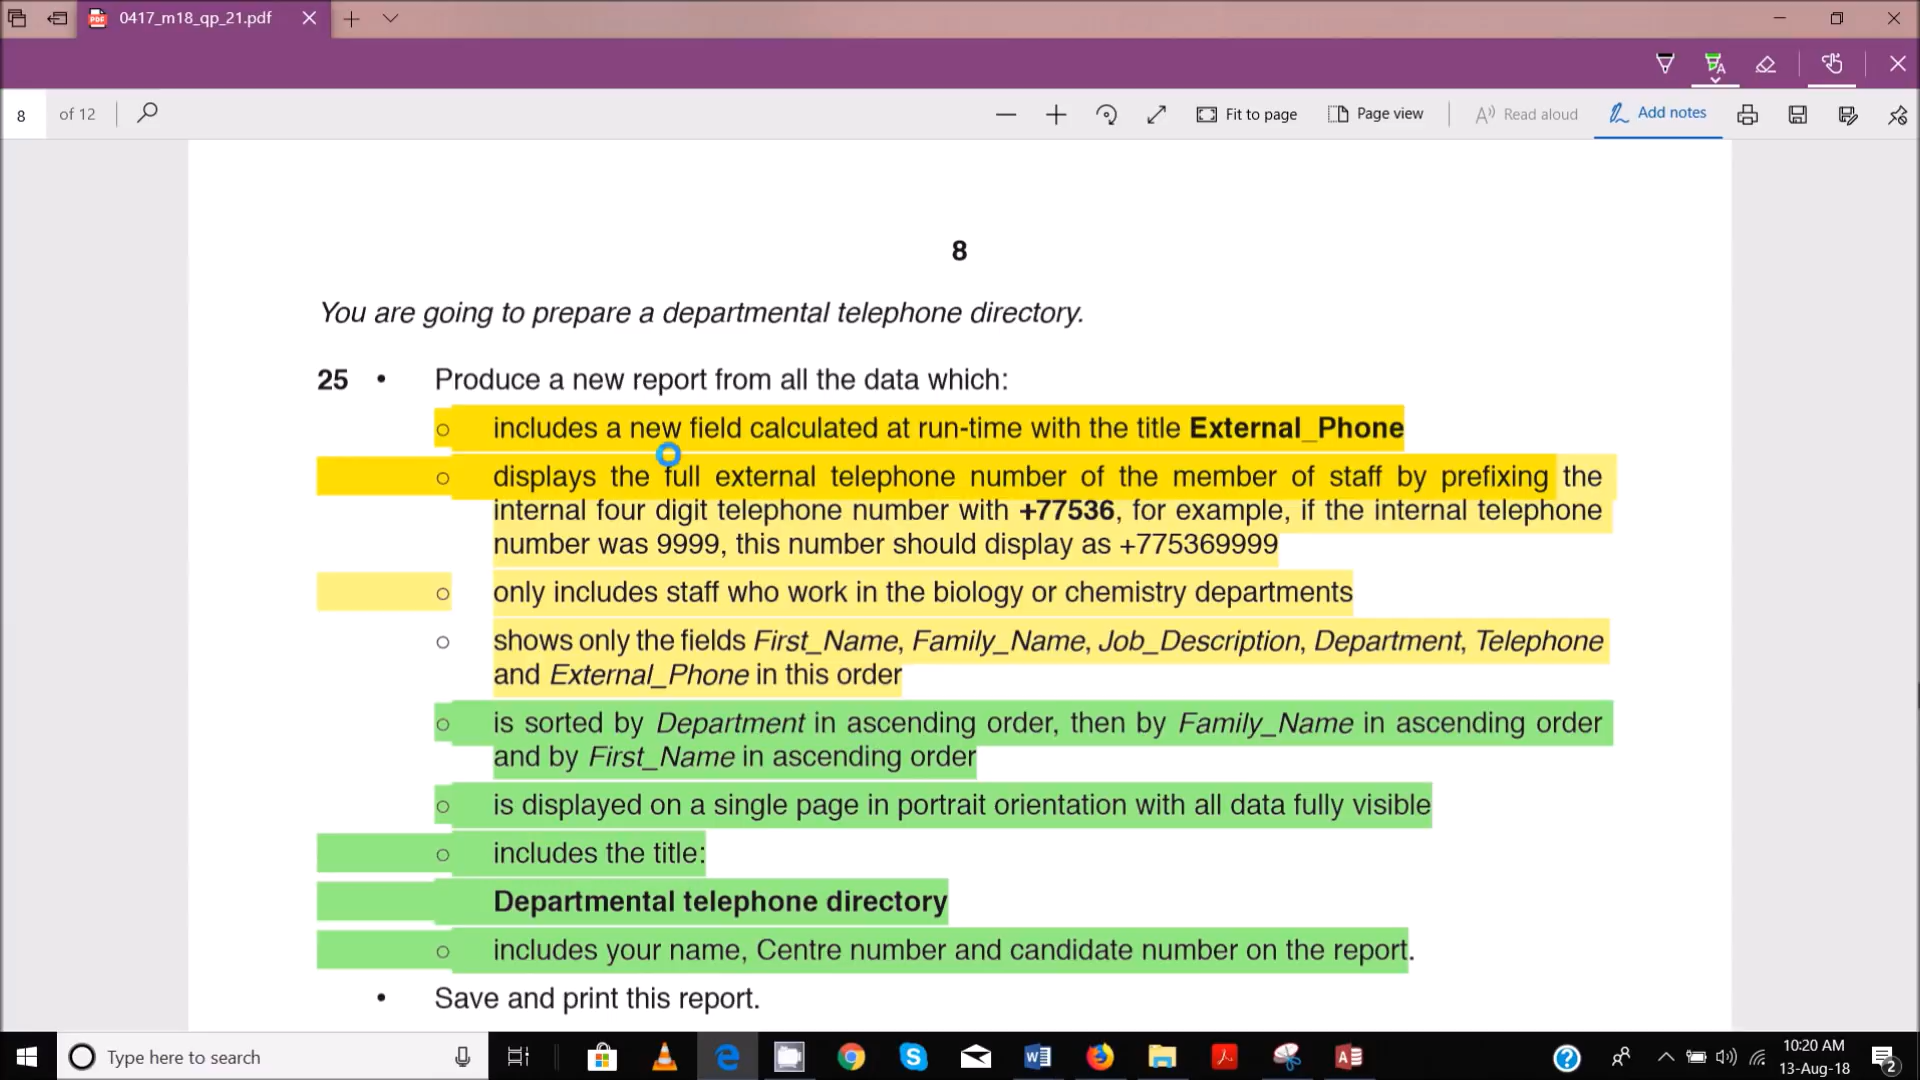 0417_m18_qp_21.pdf
8 of 12
Fit to page
Page view
Read aloud
Add notes
8
You are going to prepare a departmental telephone directory.
25 • Produce a new report from all the data which:
○ includes a new field calculated at run-time with the title External_Phone
○ displays the full external telephone number of the member of staff by prefixing the
internal four digit telephone number with +77536, for example, if the internal telephone
number was 9999, this number should display as +775369999
○ only includes staff who work in the biology or chemistry departments
○ shows only the fields First_Name, Family_Name, Job_Description, Department, Telephone
and External_Phone in this order
○ is sorted by Department in ascending order, then by Family_Name in ascending order
and by First_Name in ascending order
○ is displayed on a single page in portrait orientation with all data fully visible
○ includes the title:
Departmental telephone directory
○ includes your name, Centre number and candidate number on the report.
• Save and print this report.
Type here to search
10:20 AM
13-Aug-18
2